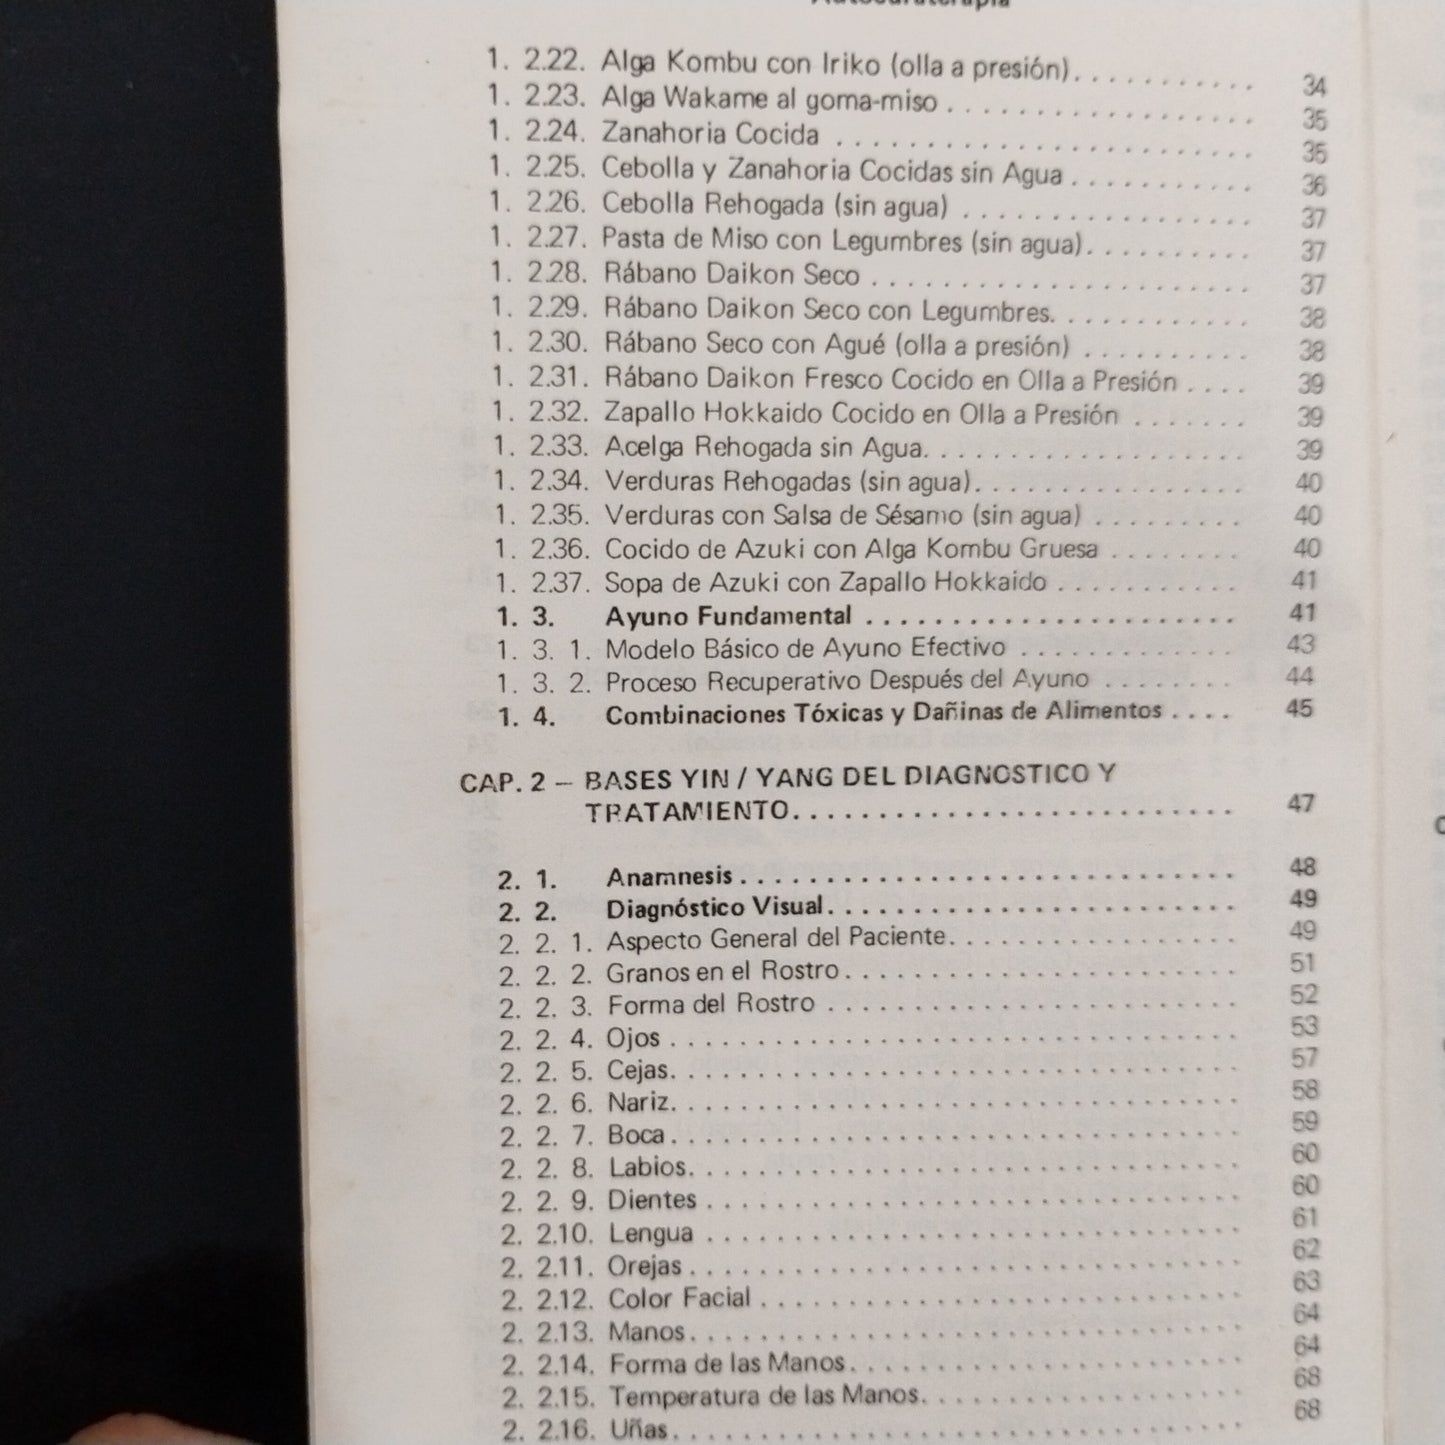 1. 2.22. Alga Kombu con Iriko (olla a presión). . . . . . . . . . . 34
1. 2.23. Alga Wakame al goma-miso . . . . . . . . . . . . . . . . . . 35
1. 2.24. Zanahoria Cocida . . . . . . . . . . . . . . . . . . . . . . . . 35
1. 2.25. Cebolla y Zanahoria Cocidas sin Agua . . . . . . . . . . . 36
1. 2.26. Cebolla Rehogada (sin agua) . . . . . . . . . . . . . . . . . 37
1. 2.27. Pasta de Miso con Legumbres (sin agua). . . . . . . . . . 37
1. 2.28. Rábano Daikon Seco . . . . . . . . . . . . . . . . . . . . . . 37
1. 2.29. Rábano Daikon Seco con Legumbres. . . . . . . . . . . . 38
1. 2.30. Rábano Seco con Agué (olla a presión) . . . . . . . . . . 38
1. 2.31. Rábano Daikon Fresco Cocido en Olla a Presión . . . . 39
1. 2.32. Zapallo Hokkaido Cocido en Olla a Presión . . . . . . . 39
1. 2.33. Acelga Rehogada sin Agua. . . . . . . . . . . . . . . . . . . 39
1. 2.34. Verduras Rehogadas (sin agua). . . . . . . . . . . . . . . . 40
1. 2.35. Verduras con Salsa de Sésamo (sin agua) . . . . . . . . . 40
1. 2.36. Cocido de Azuki con Alga Kombu Gruesa . . . . . . . . 40
1. 2.37. Sopa de Azuki con Zapallo Hokkaido . . . . . . . . . . . 41
1. 3. Ayuno Fundamental . . . . . . . . . . . . . . . . . . . . . . 41
1. 3. 1. Modelo Básico de Ayuno Efectivo . . . . . . . . . . . . . 43
1. 3. 2. Proceso Recuperativo Después del Ayuno . . . . . . . . 44
1. 4. Combinaciones Tóxicas y Dañinas de Alimentos . . . . 45
CAP. 2 — BASES YIN / YANG DEL DIAGNOSTICO Y
TRATAMIENTO. . . . . . . . . . . . . . . . . . . . . . . . . . 47
2. 1. Anamnesis . . . . . . . . . . . . . . . . . . . . . . . . . . . . . 48
2. 2. Diagnóstico Visual. . . . . . . . . . . . . . . . . . . . . . . . 49
2. 2. 1. Aspecto General del Paciente. . . . . . . . . . . . . . . . . 49
2. 2. 2. Granos en el Rostro . . . . . . . . . . . . . . . . . . . . . . . 51
2. 2. 3. Forma del Rostro . . . . . . . . . . . . . . . . . . . . . . . . 52
2. 2. 4. Ojos . . . . . . . . . . . . . . . . . . . . . . . . . . . . . . . . . 53
2. 2. 5. Cejas. . . . . . . . . . . . . . . . . . . . . . . . . . . . . . . . . 57
2. 2. 6. Nariz. . . . . . . . . . . . . . . . . . . . . . . . . . . . . . . . . 58
2. 2. 7. Boca . . . . . . . . . . . . . . . . . . . . . . . . . . . . . . . . . 59
2. 2. 8. Labios. . . . . . . . . . . . . . . . . . . . . . . . . . . . . . . . 60
2. 2. 9. Dientes . . . . . . . . . . . . . . . . . . . . . . . . . . . . . . . 60
2. 2.10. Lengua . . . . . . . . . . . . . . . . . . . . . . . . . . . . . . . 61
2. 2.11. Orejas . . . . . . . . . . . . . . . . . . . . . . . . . . . . . . . . 62
2. 2.12. Color Facial . . . . . . . . . . . . . . . . . . . . . . . . . . . . 63
2. 2.13. Manos. . . . . . . . . . . . . . . . . . . . . . . . . . . . . . . . 64
2. 2.14. Forma de las Manos. . . . . . . . . . . . . . . . . . . . . . . 64
2. 2.15. Temperatura de las Manos. . . . . . . . . . . . . . . . . . . 68
2. 2.16. Uñas. . . . . . . . . . . . . . . . . . . . . . . . . . . . . . . . . 68